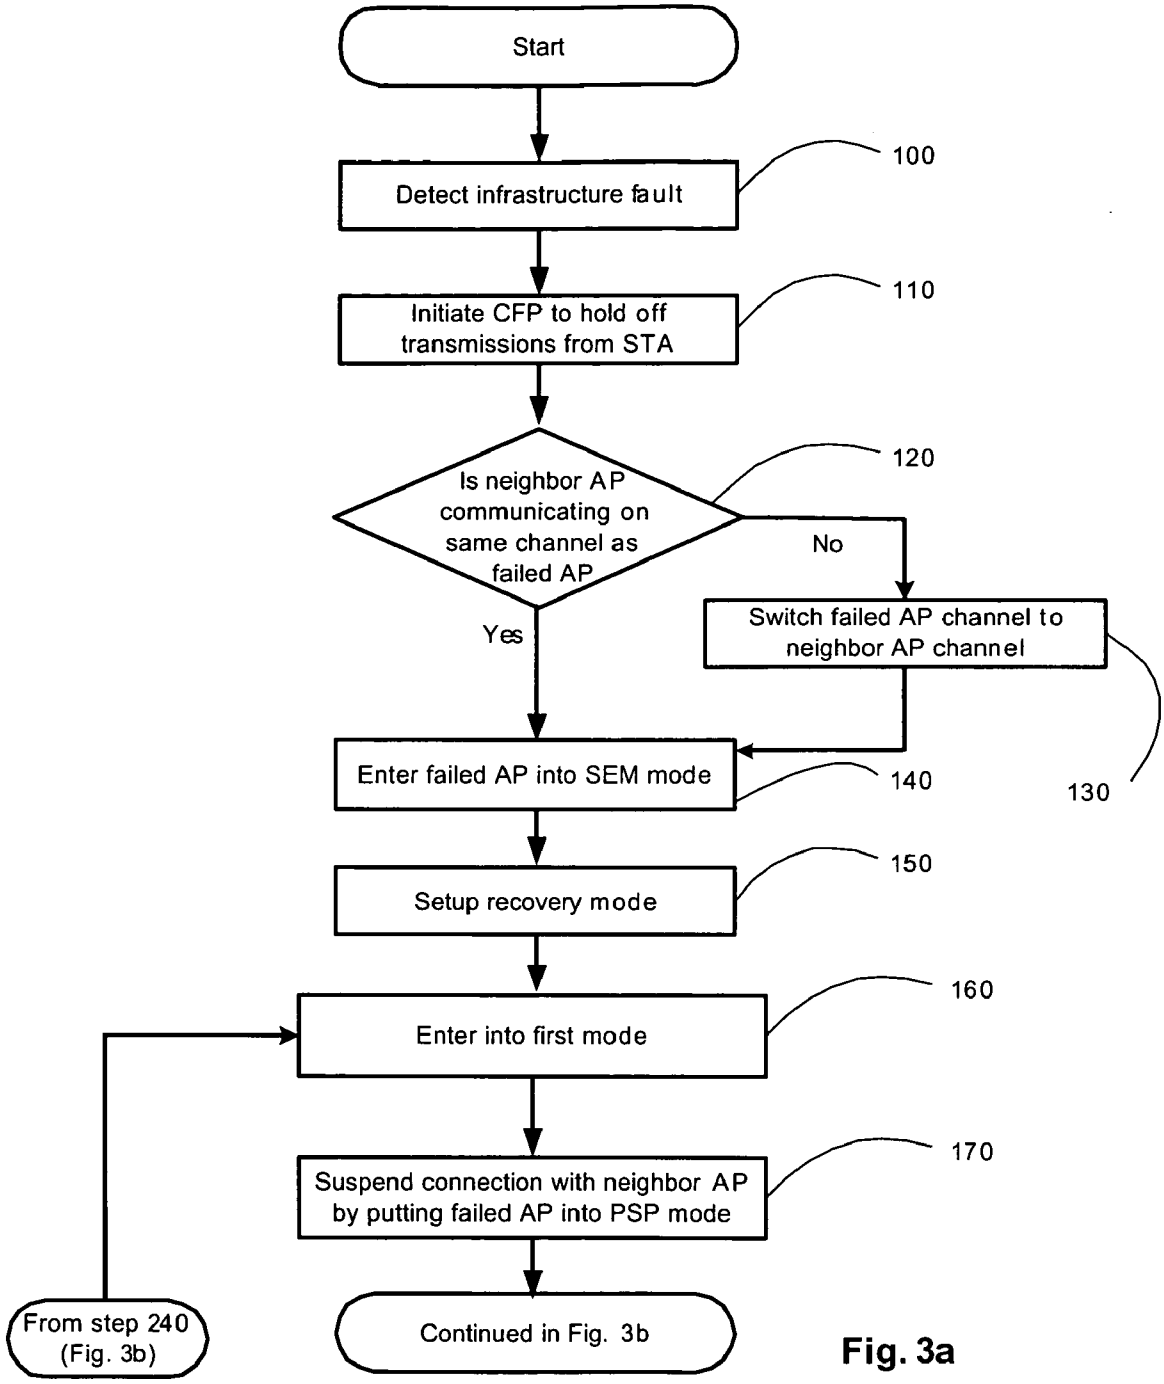 Start
100
Detect infrastructure fault
110
Initiate CFP to hold off
transmissions from STA
120
Is neighbor AP
communicating on
same channel as
failed AP
No
Yes
Switch failed AP channel to
neighbor AP channel
130
Enter failed AP into SEM mode
140
150
Setup recovery mode
160
Enter into first mode
170
Suspend connection with neighbor AP
by putting failed AP into PSP mode
From step 240
(Fig. 3b)
Continued in Fig. 3b
Fig. 3a